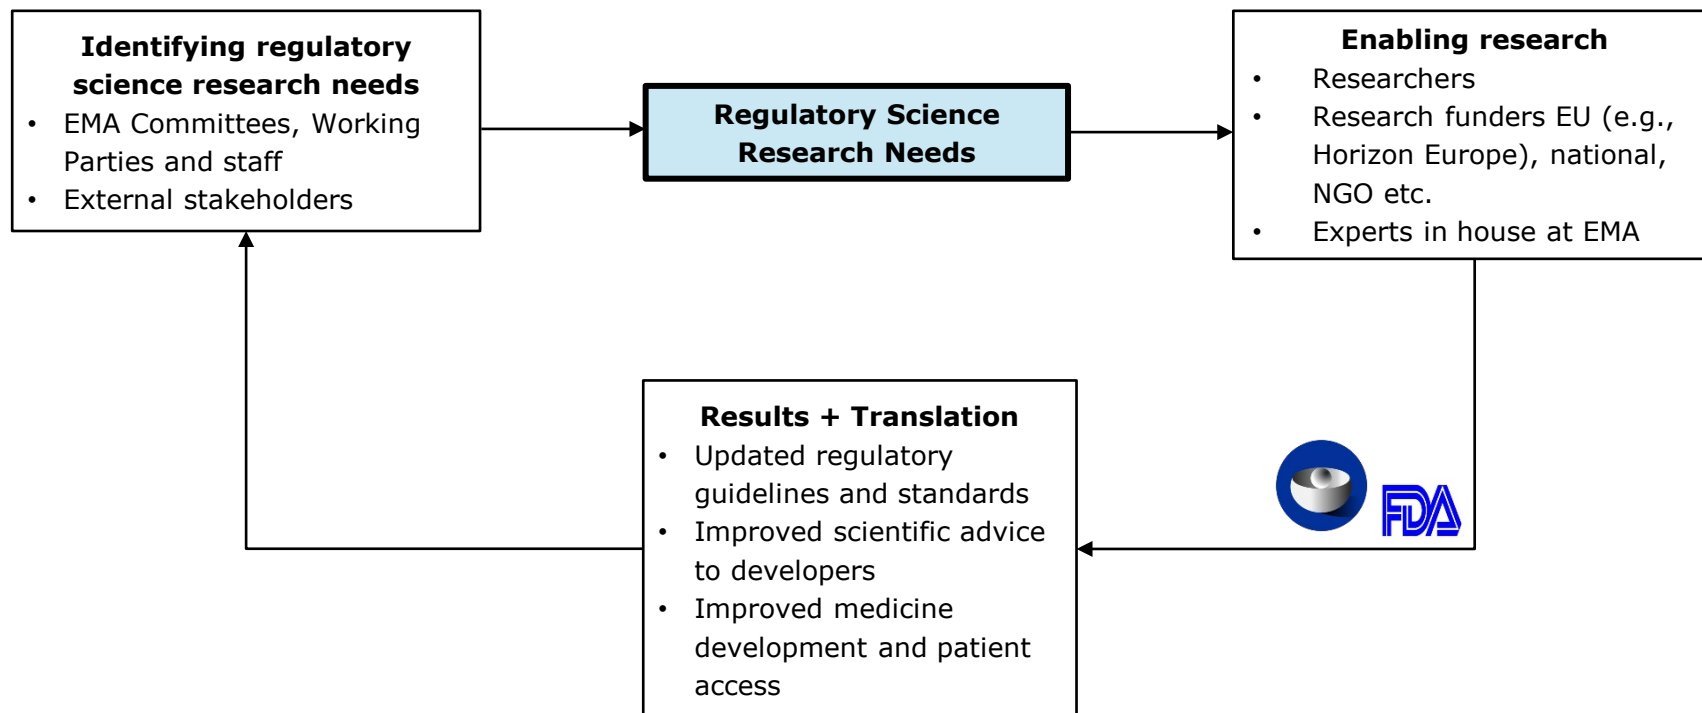 Identifying regulatory
science research needs
• EMA Committees, Working
Parties and staff
• External stakeholders
Regulatory Science
Research Needs
Enabling research
• Researchers
• Research funders EU (e.g.,
Horizon Europe), national,
NGO etc.
• Experts in house at EMA
Results + Translation
• Updated regulatory
guidelines and standards
• Improved scientific advice
to developers
• Improved medicine
development and patient
access
FDA